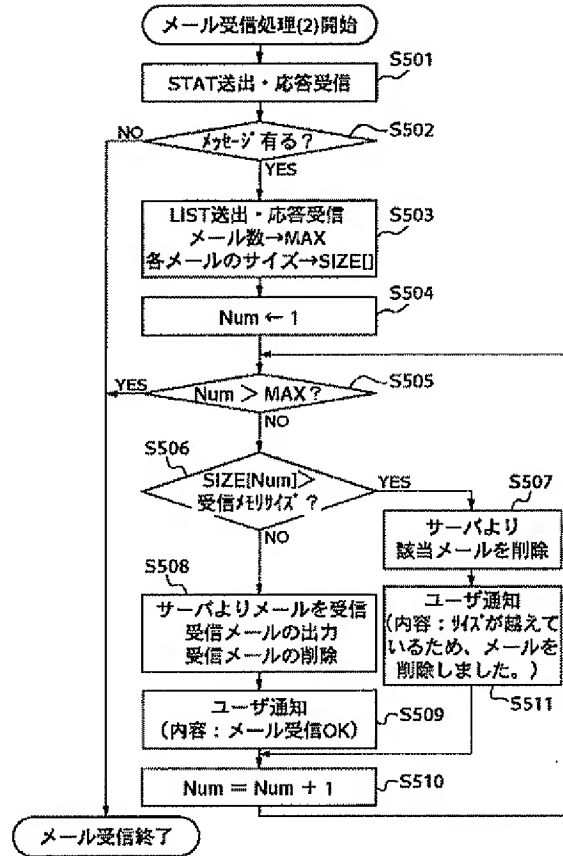 メール受信処理(2)開始
S501
STAT送出・応答受信
S502
NO
メッセージ有る？
YES
S503
LIST送出・応答受信
メール数→MAX
各メールのサイズ→SIZE[]
S504
Num ← 1
S505
YES
Num ＞ MAX？
NO
S506
SIZE[Num]＞
受信メモリサイズ？
YES
NO
S507
サーバより
該当メールを削除
S508
サーバよりメールを受信
受信メールの出力
受信メールの削除
ユーザ通知
(内容：サイズが越えて
いるため、メールを
削除しました。)
S511
S509
ユーザ通知
(内容：メール受信OK)
S510
Num ＝ Num ＋ 1
メール受信終了